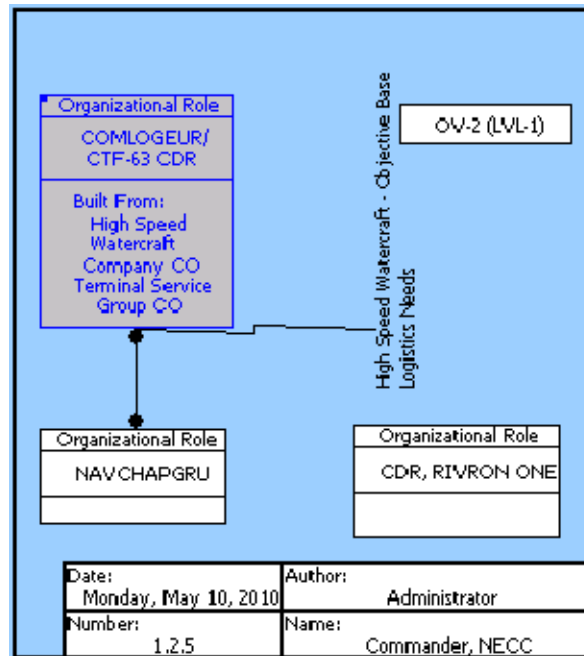 Organizational Role
COMLOGEUR/
CTF-63 CDR
Built From:
High Speed
Watercraft
Company CO
Terminal Service
Group CO
High Speed Watercraft - Objective Base
Logistics Needs
OV-2 (LVL-1)
Organizational Role
NAVCHAPGRU
Organizational Role
CDR, RIVRON ONE
Date:
Monday, May 10, 2010
Author:
Administrator
Number:
1.2.5
Name:
Commander, NECC